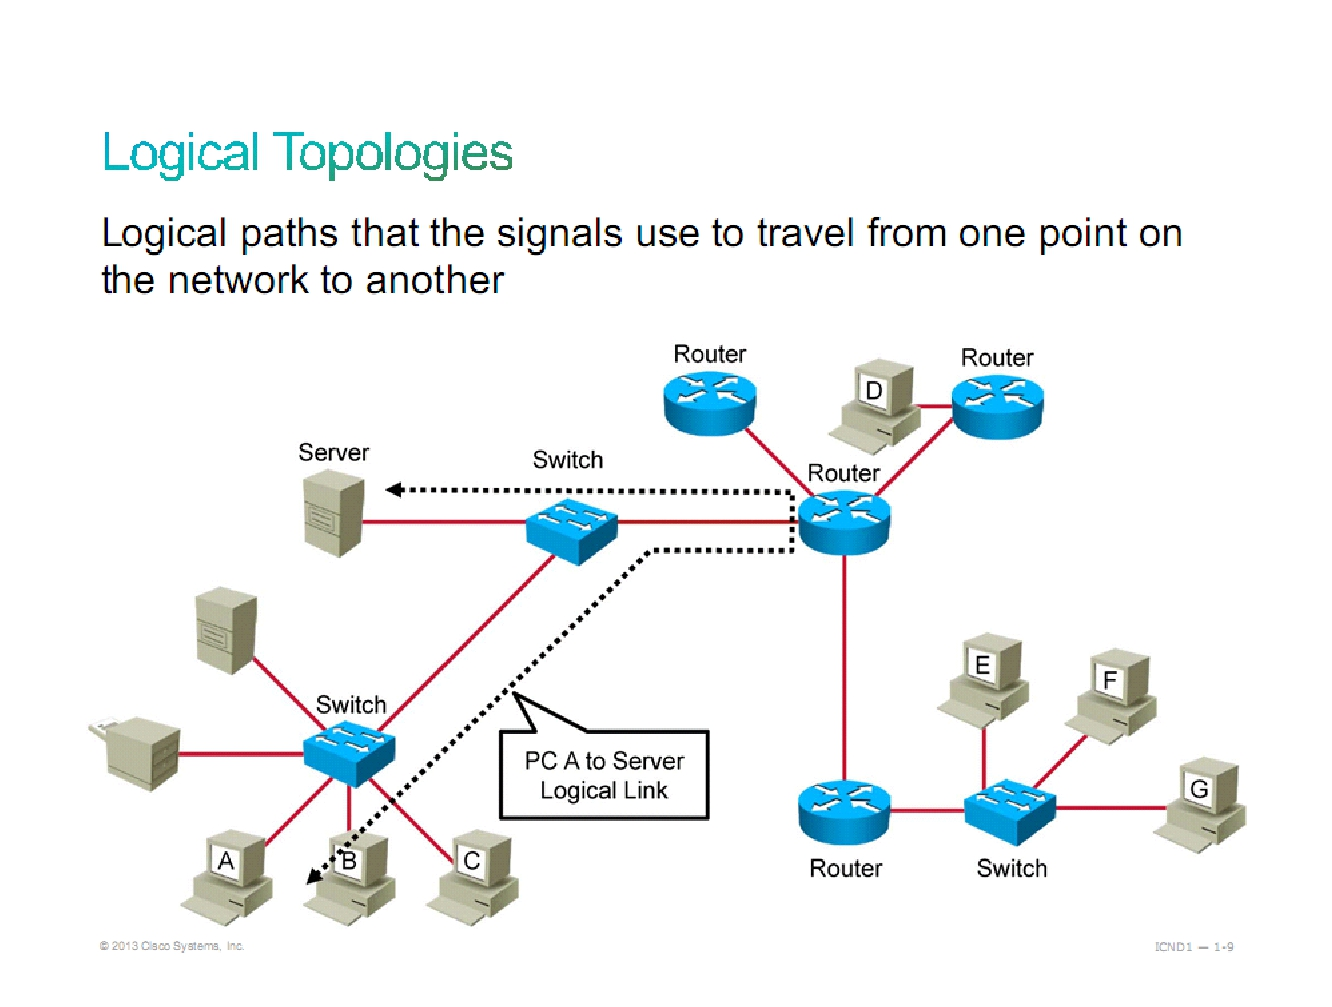 Logical Topologies
Logical paths that the signals use to travel from one point on
the network to another
Router
Router
D
Server
Switch
Router
Switch
E
F
PC A to Server
Logical Link
G
A
B
C
Router
Switch
© 2013 Cisco Systems, Inc.
ICND1 — 1-9